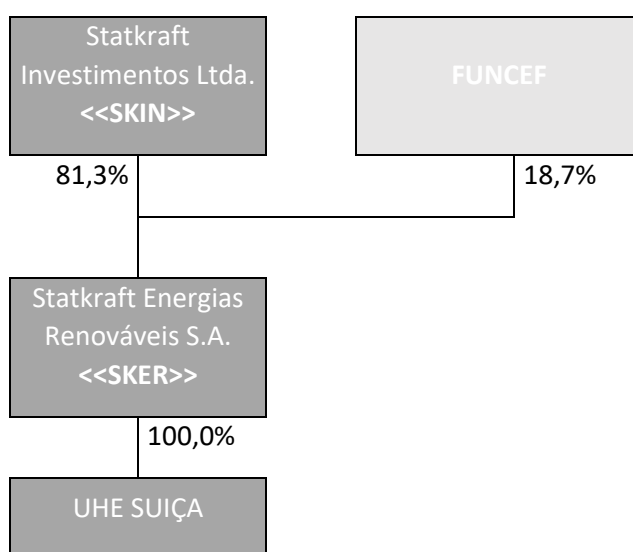 Statkraft
Investimentos Ltda.
<<SKIN>>
FUNCEF
81,3%
18,7%
Statkraft Energias
Renováveis S.A.
<<SKER>>
100,0%
UHE SUIÇA